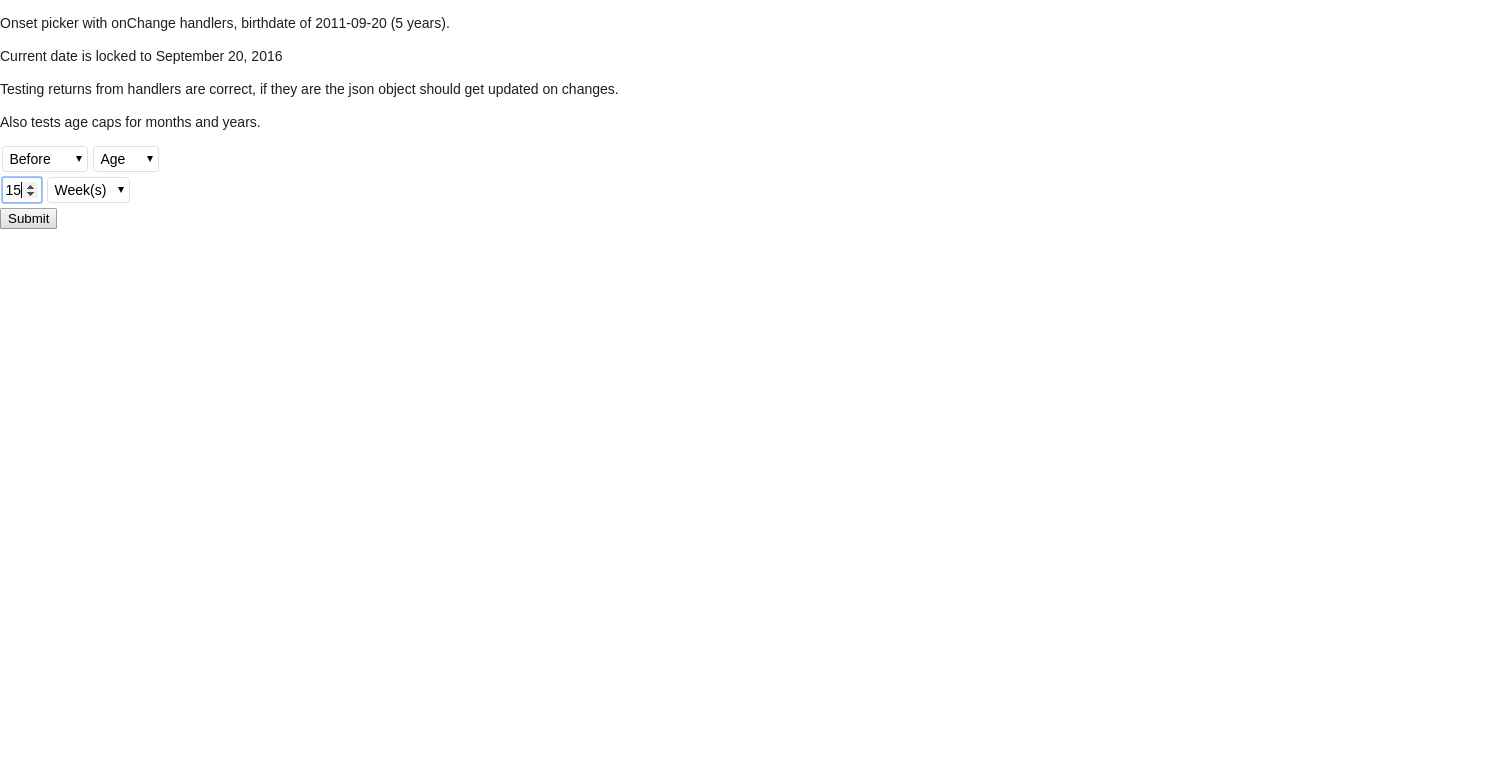 Onset picker with onChange handlers, birthdate of 2011-09-20 (5 years).
Current date is locked to September 20, 2016
Testing returns from handlers are correct, if they are the json object should get updated on changes.
Also tests age caps for months and years.
Before Age
15 Week(s)
Submit